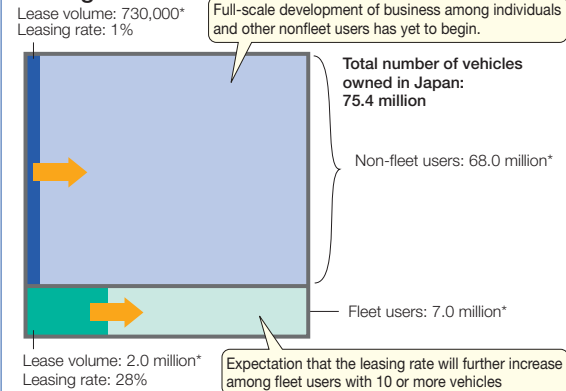 Lease volume: 730,000*
Leasing rate: 1%
Full-scale development of business among individuals
and other nonfleet users has yet to begin.
Total number of vehicles
owned in Japan:
75.4 million
Non-fleet users: 68.0 million*
Fleet users: 7.0 million*
Lease volume: 2.0 million*
Leasing rate: 28%
Expectation that the leasing rate will further increase
among fleet users with 10 or more vehicles